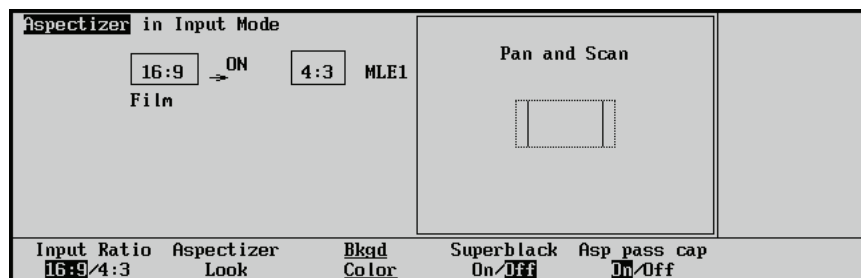 Aspectizer in Input Mode
16:9 ON 4:3 MLE1
Film
Pan and Scan
Input Ratio Aspectizer Bkgd Superblack Asp pass cap
16:9/4:3 Look Color On/Off On/Off